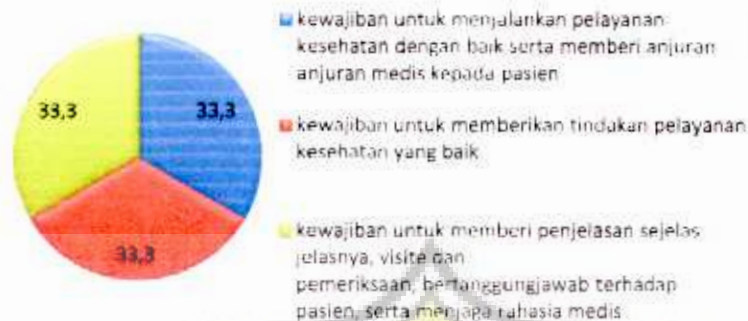 kewajiban untuk menjalankan pelayanan
kesehatan dengan baik serta memberi anjuran
anjuran medis kepada pasien
33,3
33,3
kewajiban untuk memberikan tindakan pelayanan
kesehatan yang baik
33,3
kewajiban untuk memberi penjelasan sejelas
jelasnya, visite dan
pemeriksaan, bertanggungjawab terhadap
pasien, serta menjaga rahasia medis